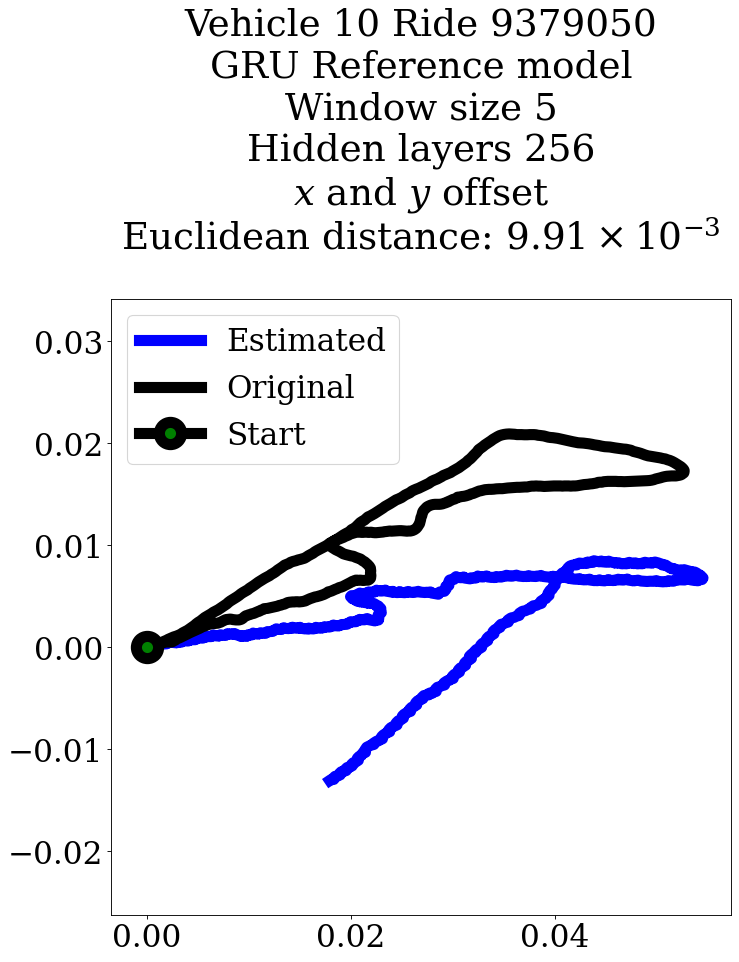 Vehicle 10 Ride 9379050
GRU Reference model
Window size 5
Hidden layers 256
x and y offset
Euclidean distance: 9.91 × 10⁻³
Estimated
Original
Start
0.03
0.02
0.01
0.00
−0.01
−0.02
0.00 0.02 0.04